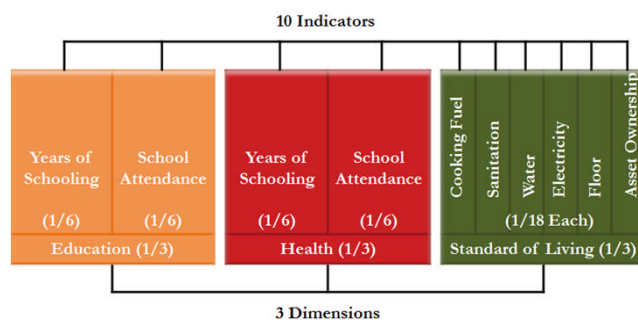 10 Indicators
Years of
Schooling
(1/6)
School
Attendance
(1/6)
Education (1/3)
Years of
Schooling
(1/6)
School
Attendance
(1/6)
Health (1/3)
Cooking Fuel
Sanitation
Water
Electricity
Floor
Asset Ownership
(1/18 Each)
Standard of Living (1/3)
3 Dimensions